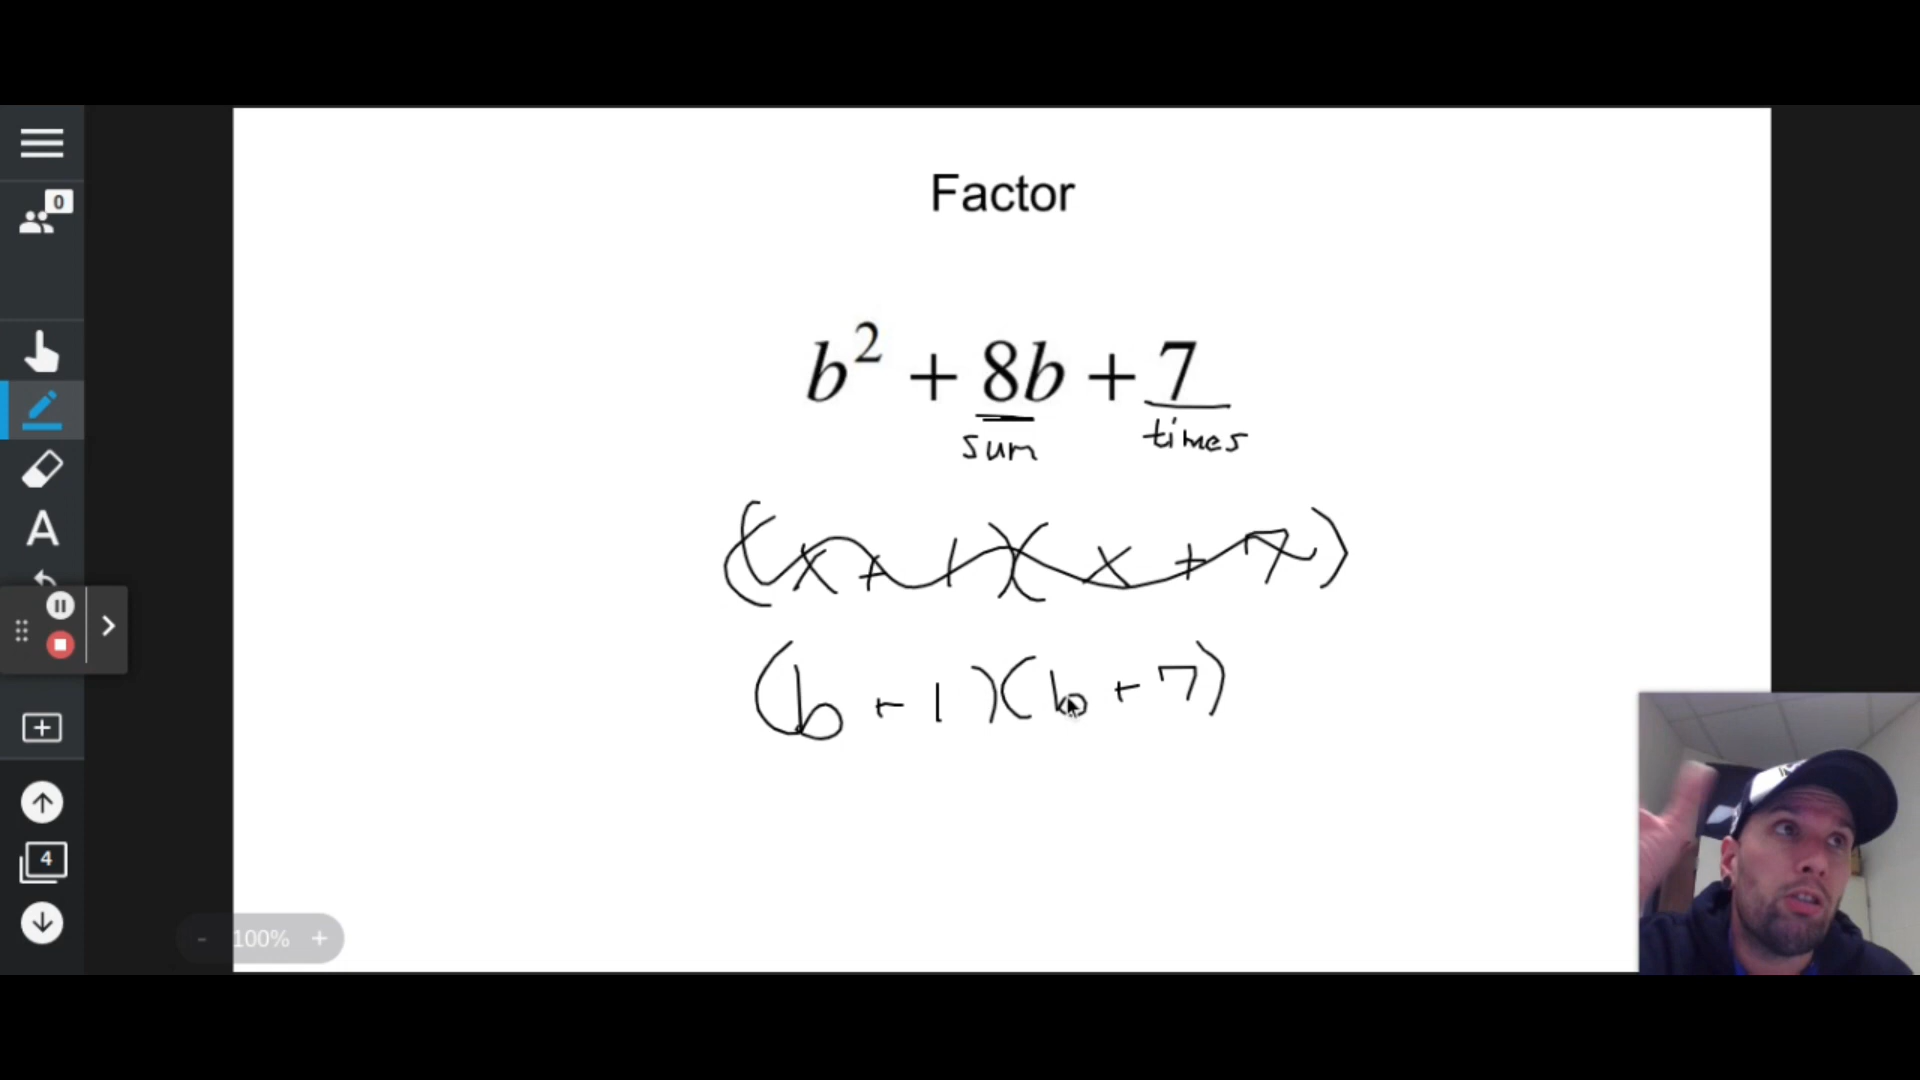 0
Factor
b² + 8b + 7
sum times
(x + 1)(x + 7)
(b + 1)(b + 7)
A
4
- 100% +